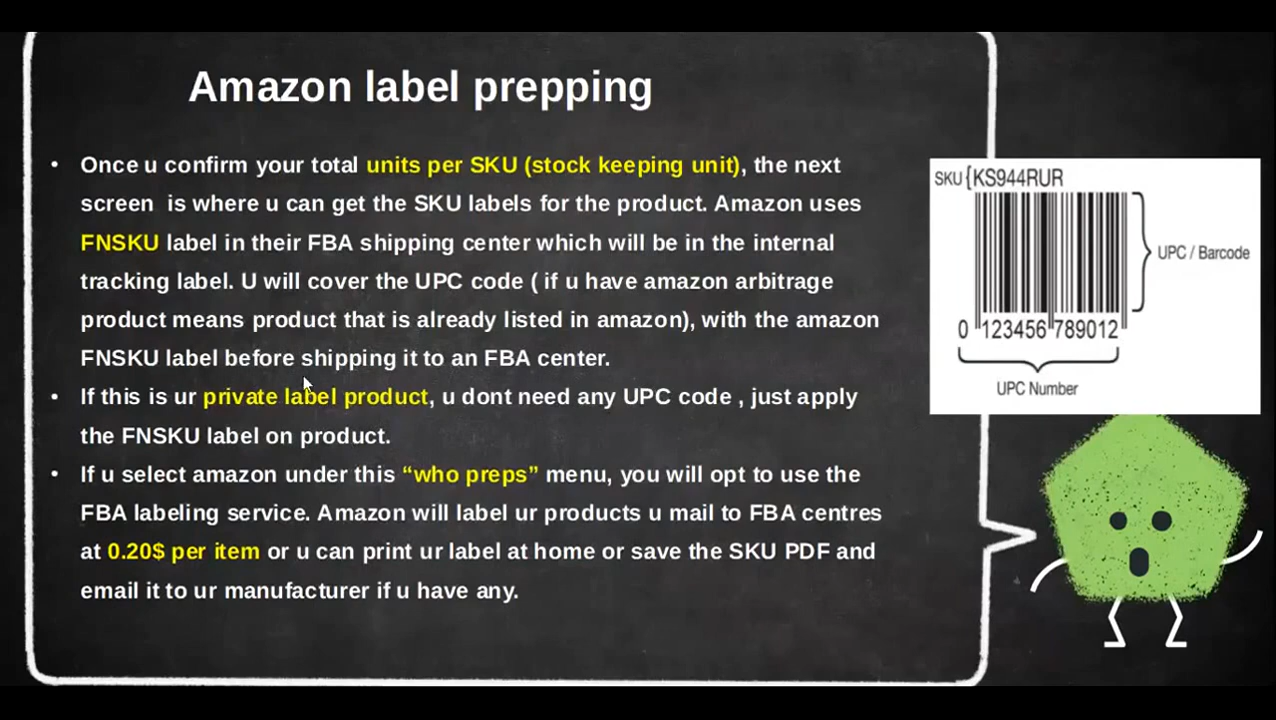 Amazon label prepping
• Once u confirm your total units per SKU (stock keeping unit), the next
screen is where u can get the SKU labels for the product. Amazon uses
FNSKU label in their FBA shipping center which will be in the internal
tracking label. U will cover the UPC code ( if u have amazon arbitrage
product means product that is already listed in amazon), with the amazon
FNSKU label before shipping it to an FBA center.
• If this is ur private label product, u dont need any UPC code , just apply
the FNSKU label on product.
• If u select amazon under this “who preps” menu, you will opt to use the
FBA labeling service. Amazon will label ur products u mail to FBA centres
at 0.20$ per item or u can print ur label at home or save the SKU PDF and
email it to ur manufacturer if u have any.
SKU {KS944RUR
UPC / Barcode
0 123456 789012
UPC Number